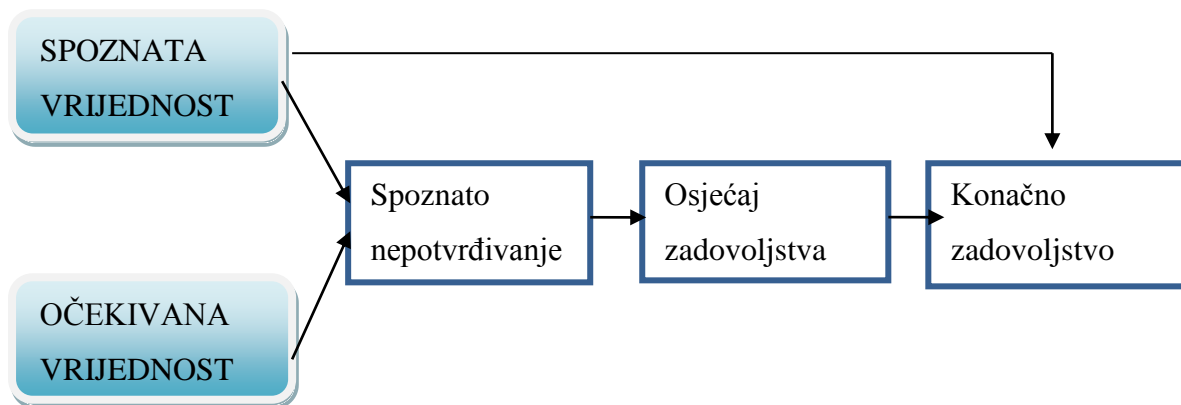 SPOZNATA
VRIJEDNOST
Spoznato
nepotvrđivanje
Osjećaj
zadovoljstva
Konačno
zadovoljstvo
OČEKIVANA
VRIJEDNOST